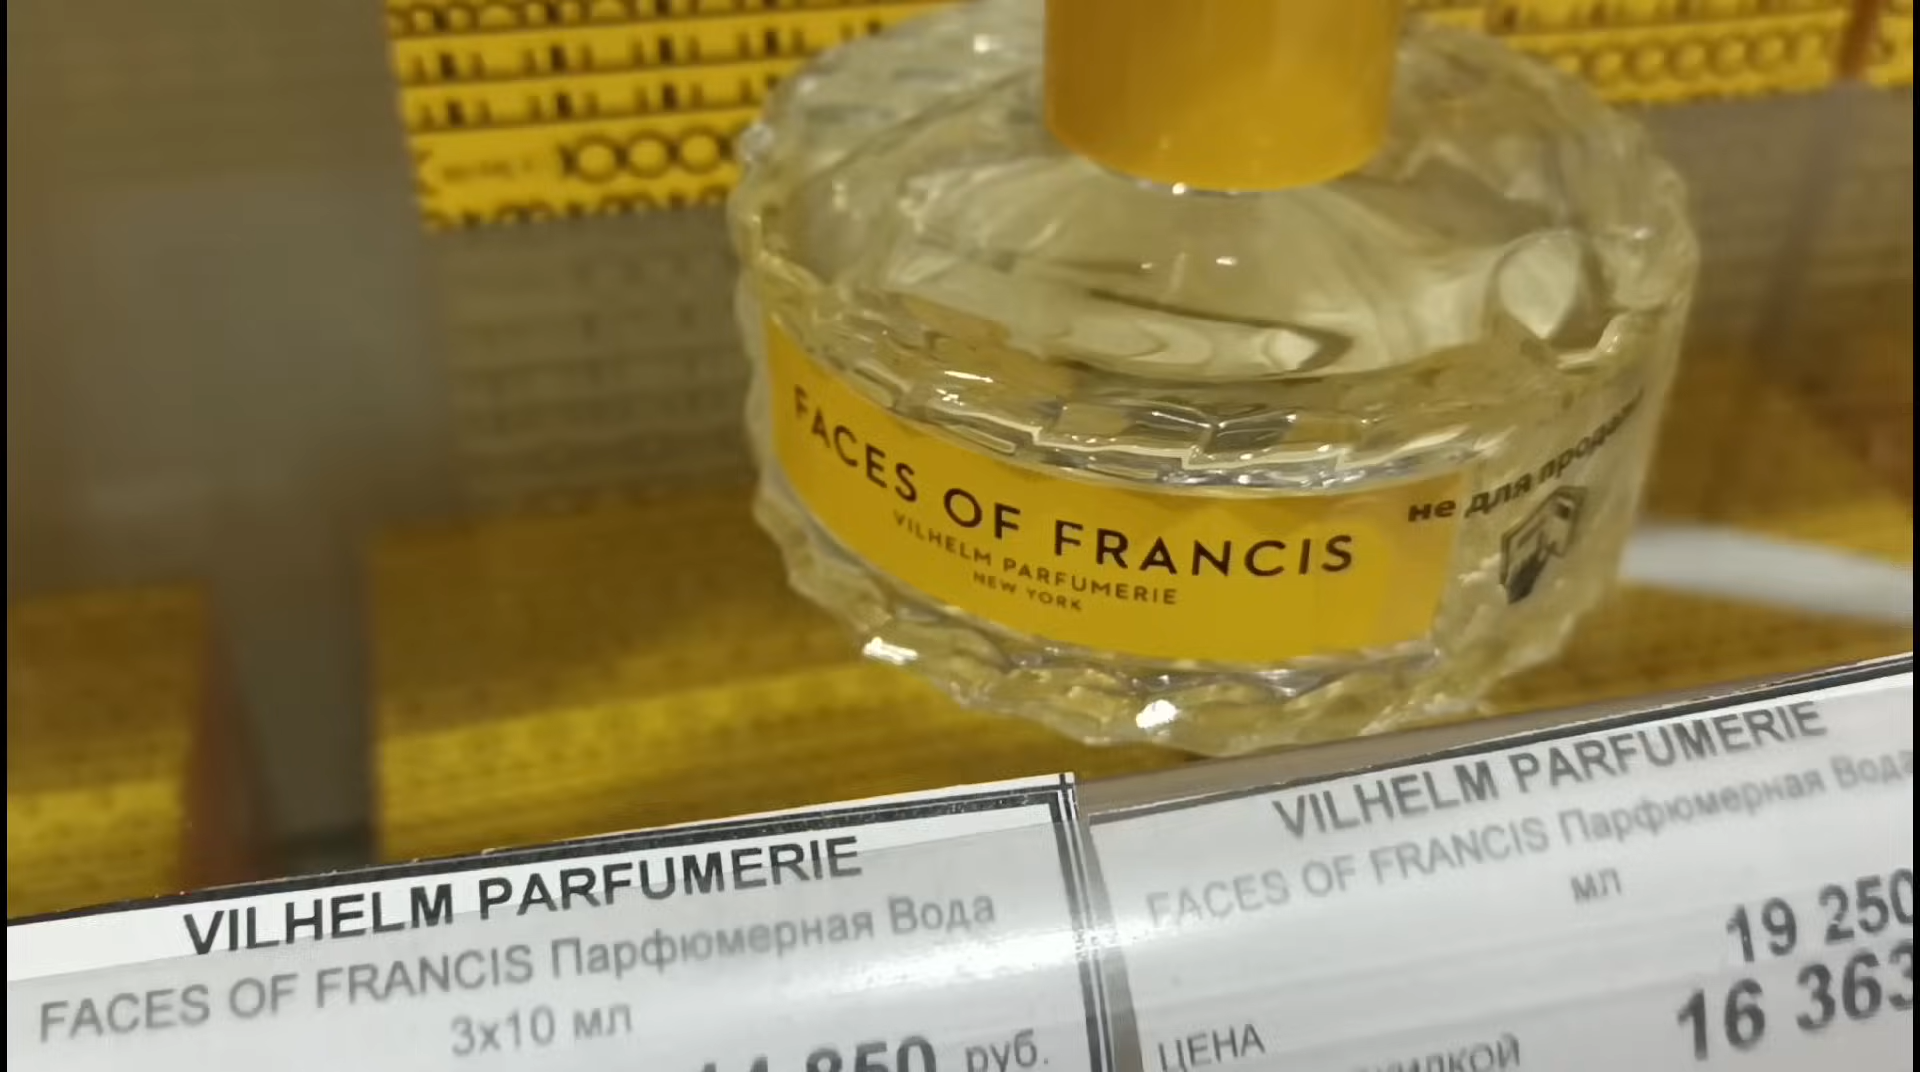 FACES OF FRANCIS
VILHELM PARFUMERIE
NEW YORK
не для продажи
VILHELM PARFUMERIE
FACES OF FRANCIS Парфюмерная Вода
3x10 мл
850 руб.
VILHELM PARFUMERIE
FACES OF FRANCIS Парфюмерная Вода
мл
19 250
16 363
ЦЕНА